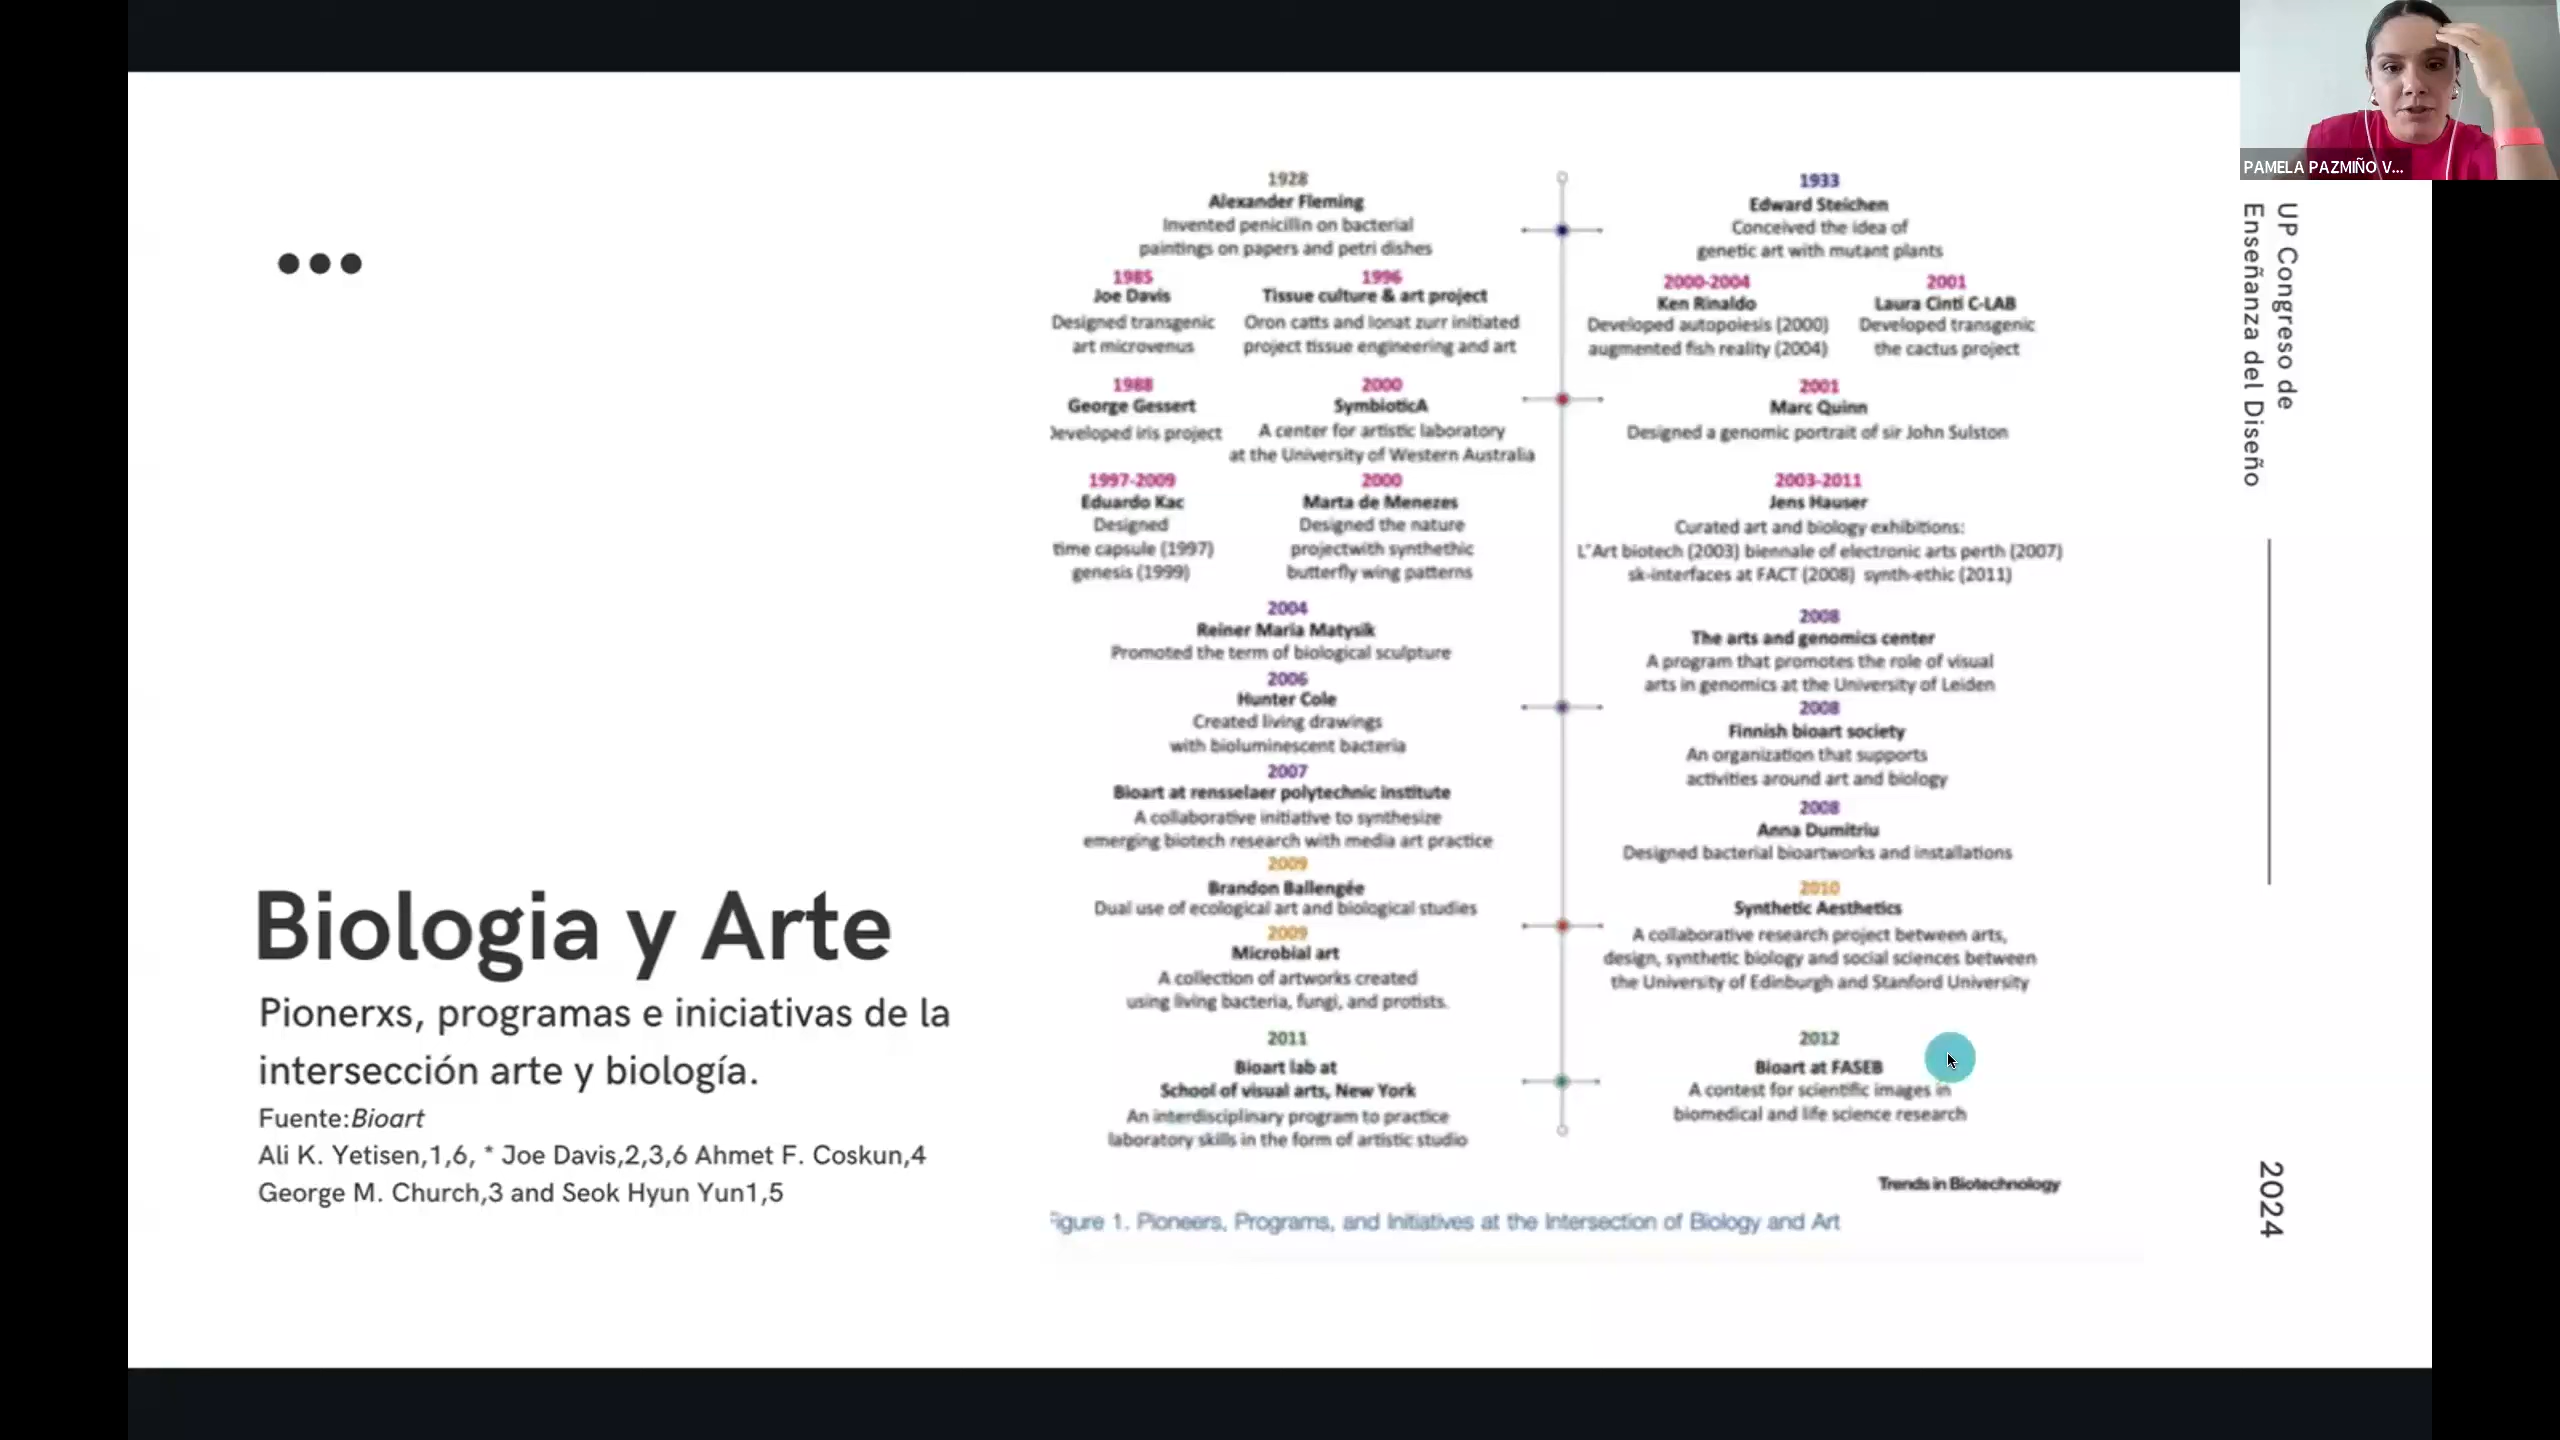 PAMELA PAZMIÑO V...
UP Congreso de
Enseñanza del Diseño
2024
Biologia y Arte
Pionerxs, programas e iniciativas de la
intersección arte y biología.
Fuente:Bioart
Ali K. Yetisen,1,6, * Joe Davis,2,3,6 Ahmet F. Coskun,4
George M. Church,3 and Seok Hyun Yun1,5
1928
Alexander Fleming
Invented penicillin on bacterial
paintings on papers and petri dishes
1933
Edward Steichen
Conceived the idea of
genetic art with mutant plants
1985
Joe Davis
Designed transgenic
art microvenus
1996
Tissue culture & art project
Oron catts and Ionat zurr initiated
project tissue engineering and art
2000-2004
Ken Rinaldo
Developed autopoiesis (2000)
augmented fish reality (2004)
2001
Laura Cinti C-LAB
Developed transgenic
the cactus project
1988
George Gessert
Developed iris project
2000
SymbioticA
A center for artistic laboratory
at the University of Western Australia
2001
Marc Quinn
Designed a genomic portrait of sir John Sulston
1997-2009
Eduardo Kac
Designed
time capsule (1997)
genesis (1999)
2000
Marta de Menezes
Designed the nature
projectwith synthethic
butterfly wing patterns
2003-2011
Jens Hauser
Curated art and biology exhibitions:
L'Art biotech (2003) biennale of electronic arts perth (2007)
sk-interfaces at FACT (2008) synth-ethic (2011)
2004
Reiner Maria Matysik
Promoted the term of biological sculpture
2006
Hunter Cole
Created living drawings
with bioluminescent bacteria
2007
Bioart at rensselaer polytechnic institute
A collaborative initiative to synthesize
emerging biotech research with media art practice
2008
The arts and genomics center
A program that promotes the role of visual
arts in genomics at the University of Leiden
2008
Finnish bioart society
An organization that supports
activities around art and biology
2008
Anna Dumitriu
Designed bacterial bioartworks and installations
2009
Brandon Ballengée
Dual use of ecological art and biological studies
2009
Microbial art
A collection of artworks created
using living bacteria, fungi, and protists.
2010
Synthetic Aesthetics
A collaborative research project between arts,
design, synthetic biology and social sciences between
the University of Edinburgh and Stanford University
2011
Bioart lab at
School of visual arts, New York
An interdisciplinary program to practice
laboratory skills in the form of artistic studio
2012
Bioart at FASEB
A contest for scientific images in
biomedical and life science research
Trends in Biotechnology
Figure 1. Pioneers, Programs, and Initiatives at the Intersection of Biology and Art